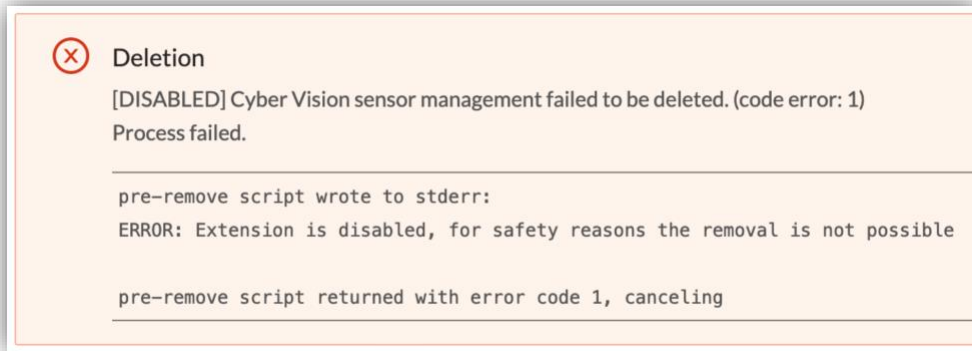 Deletion
[DISABLED] Cyber Vision sensor management failed to be deleted. (code error: 1)
Process failed.
pre-remove script wrote to stderr:
ERROR: Extension is disabled, for safety reasons the removal is not possible
pre-remove script returned with error code 1, canceling